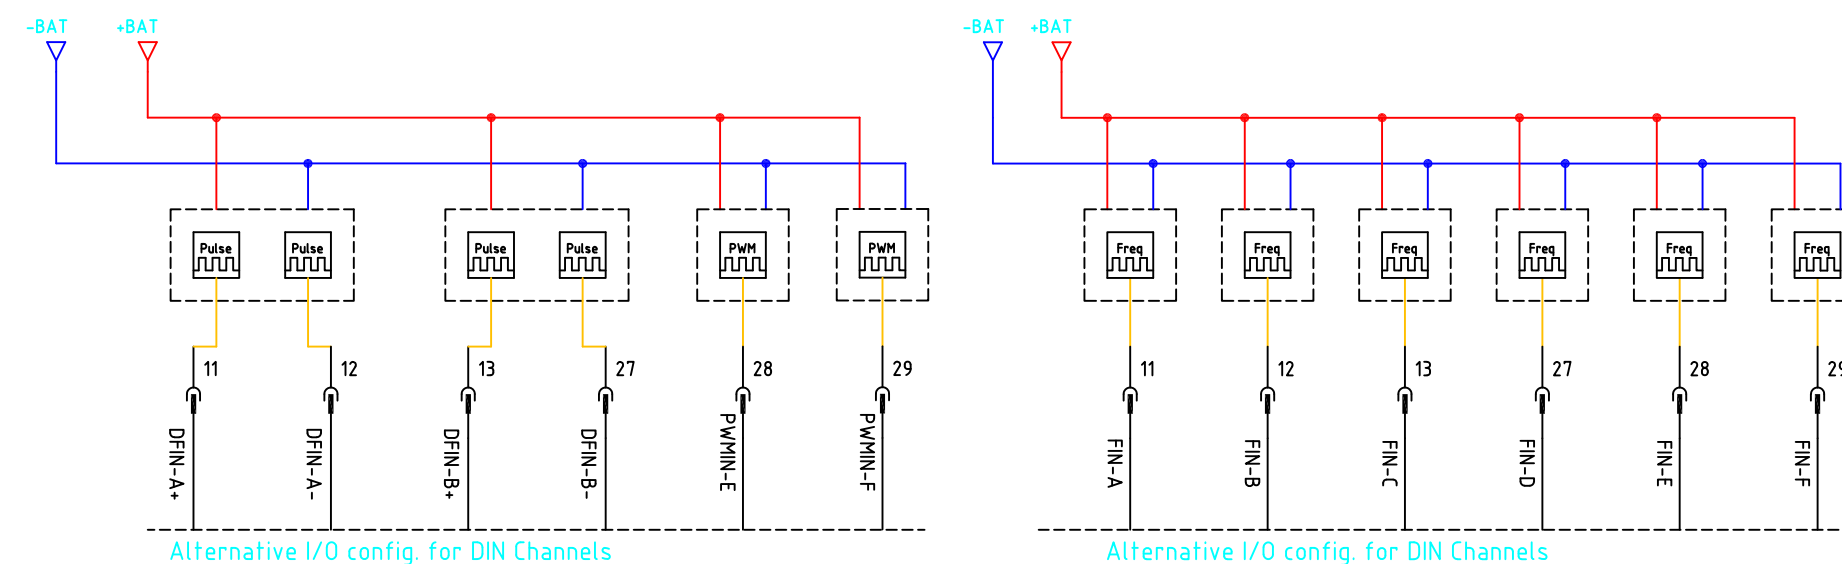 -BAT +BAT -BAT +BAT
Pulse Pulse Pulse Pulse PWM PWM Freq Freq Freq Freq Freq Freq
11 12 13 27 28 29 11 12 13 27 28 29
DFIN-A+ DFIN-A- DFIN-B+ DFIN-B- PWMIN-E PWMIN-F FIN-A FIN-B FIN-C FIN-D FIN-E FIN-F
Alternative I/O config. for DIN Channels Alternative I/O config. for DIN Channels